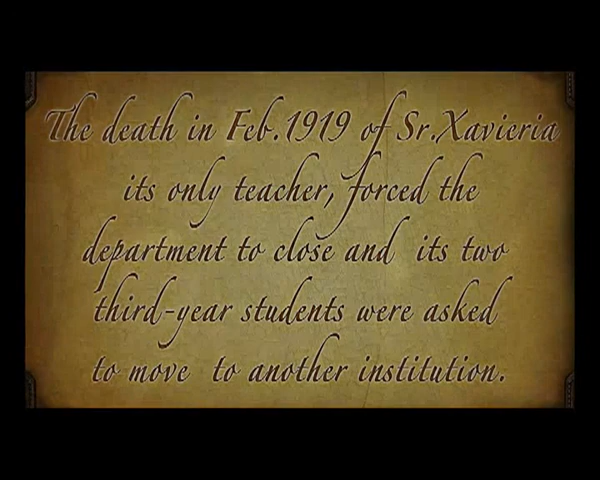 The death in Feb.1919 of Sr.Xavieria
its only teacher, forced the
department to close and its two
third-year students were asked
to move to another institution.